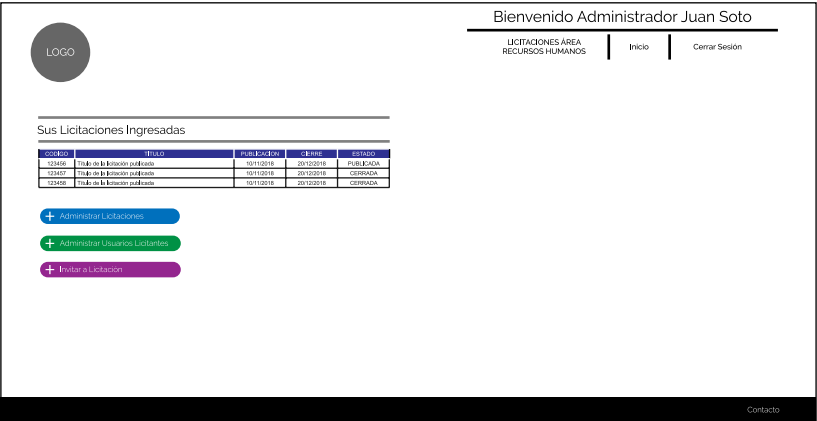 Bienvenido Administrador Juan Soto
LOGO
LICITACIONES ÁREA
RECURSOS HUMANOS
Inicio
Cerrar Sesión
Sus Licitaciones Ingresadas
CODÍGO TÍTULO PUBLÍCACÍON CÍERRE ESTADO
123456 Título de la licitación publicada 10/11/2018 20/12/2018 PUBLICADA
123457 Título de la licitación publicada 10/11/2018 20/12/2018 CERRADA
123458 Título de la licitación publicada 10/11/2018 20/12/2018 CERRADA
+ Administrar Licitaciones
+ Administrar Usuarios Licitantes
+ Invitar a Licitación
Contacto